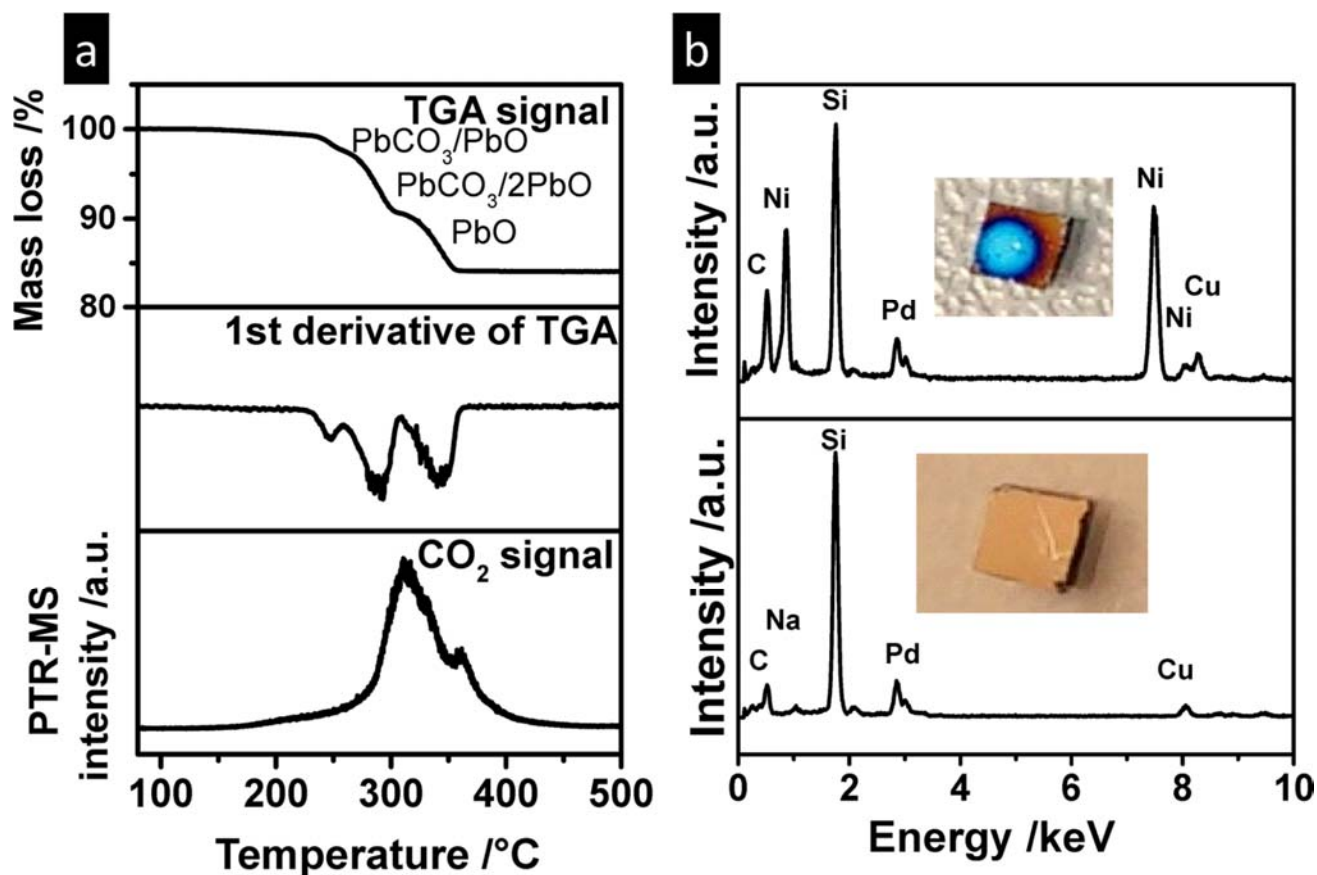 a
Mass loss /%
100
90
80
TGA signal
PbCO3/PbO
PbCO3/2PbO
PbO
1st derivative of TGA
PTR-MS
intensity /a.u.
CO2 signal
100 200 300 400 500
Temperature /°C
b
Intensity /a.u.
Si
Ni
Ni
C
Pd
Cu
Ni
Intensity /a.u.
Si
Na
C
Pd
Cu
0 2 4 6 8 10
Energy /keV